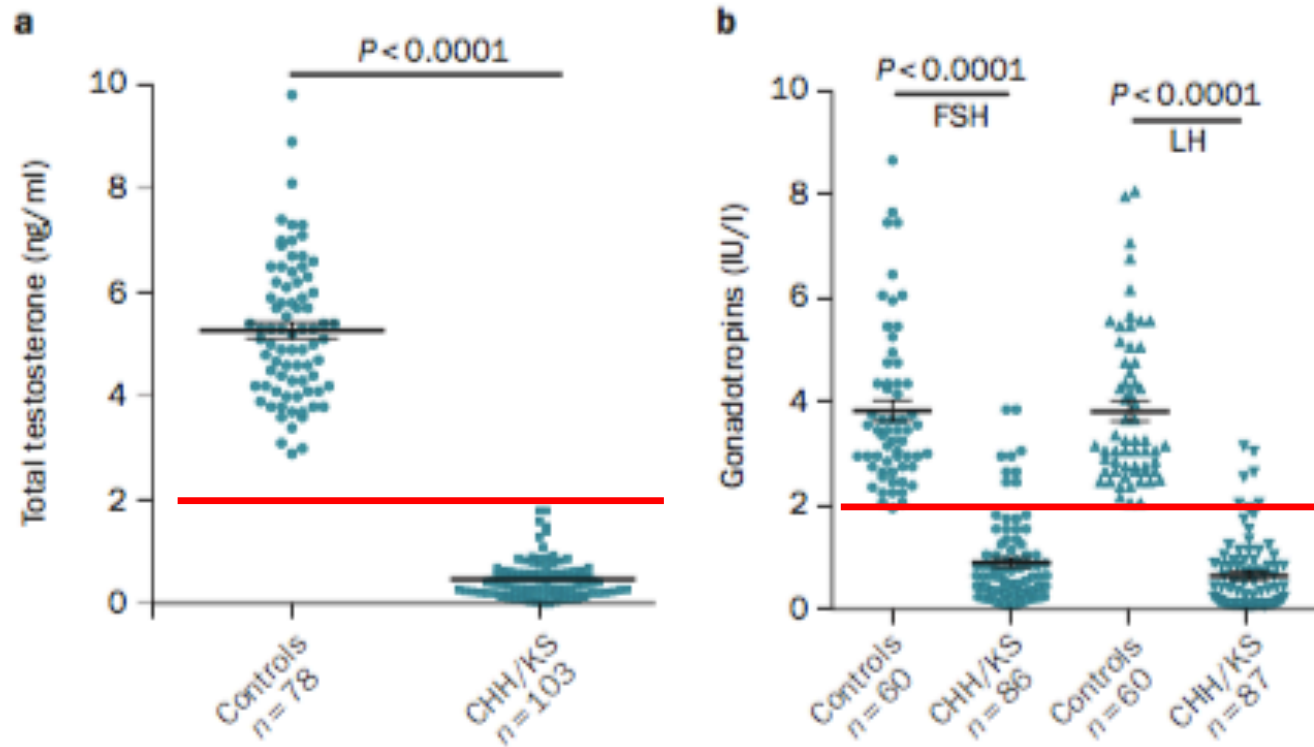 a
P < 0.0001
10
8
6
4
2
0
Total testosterone (ng/ml)
Controls
n = 78
CHH/KS
n = 103
b
P < 0.0001
FSH
P < 0.0001
LH
10
8
6
4
2
0
Gonadotropins (IU/l)
Controls
n = 60
CHH/KS
n = 86
Controls
n = 60
CHH/KS
n = 87